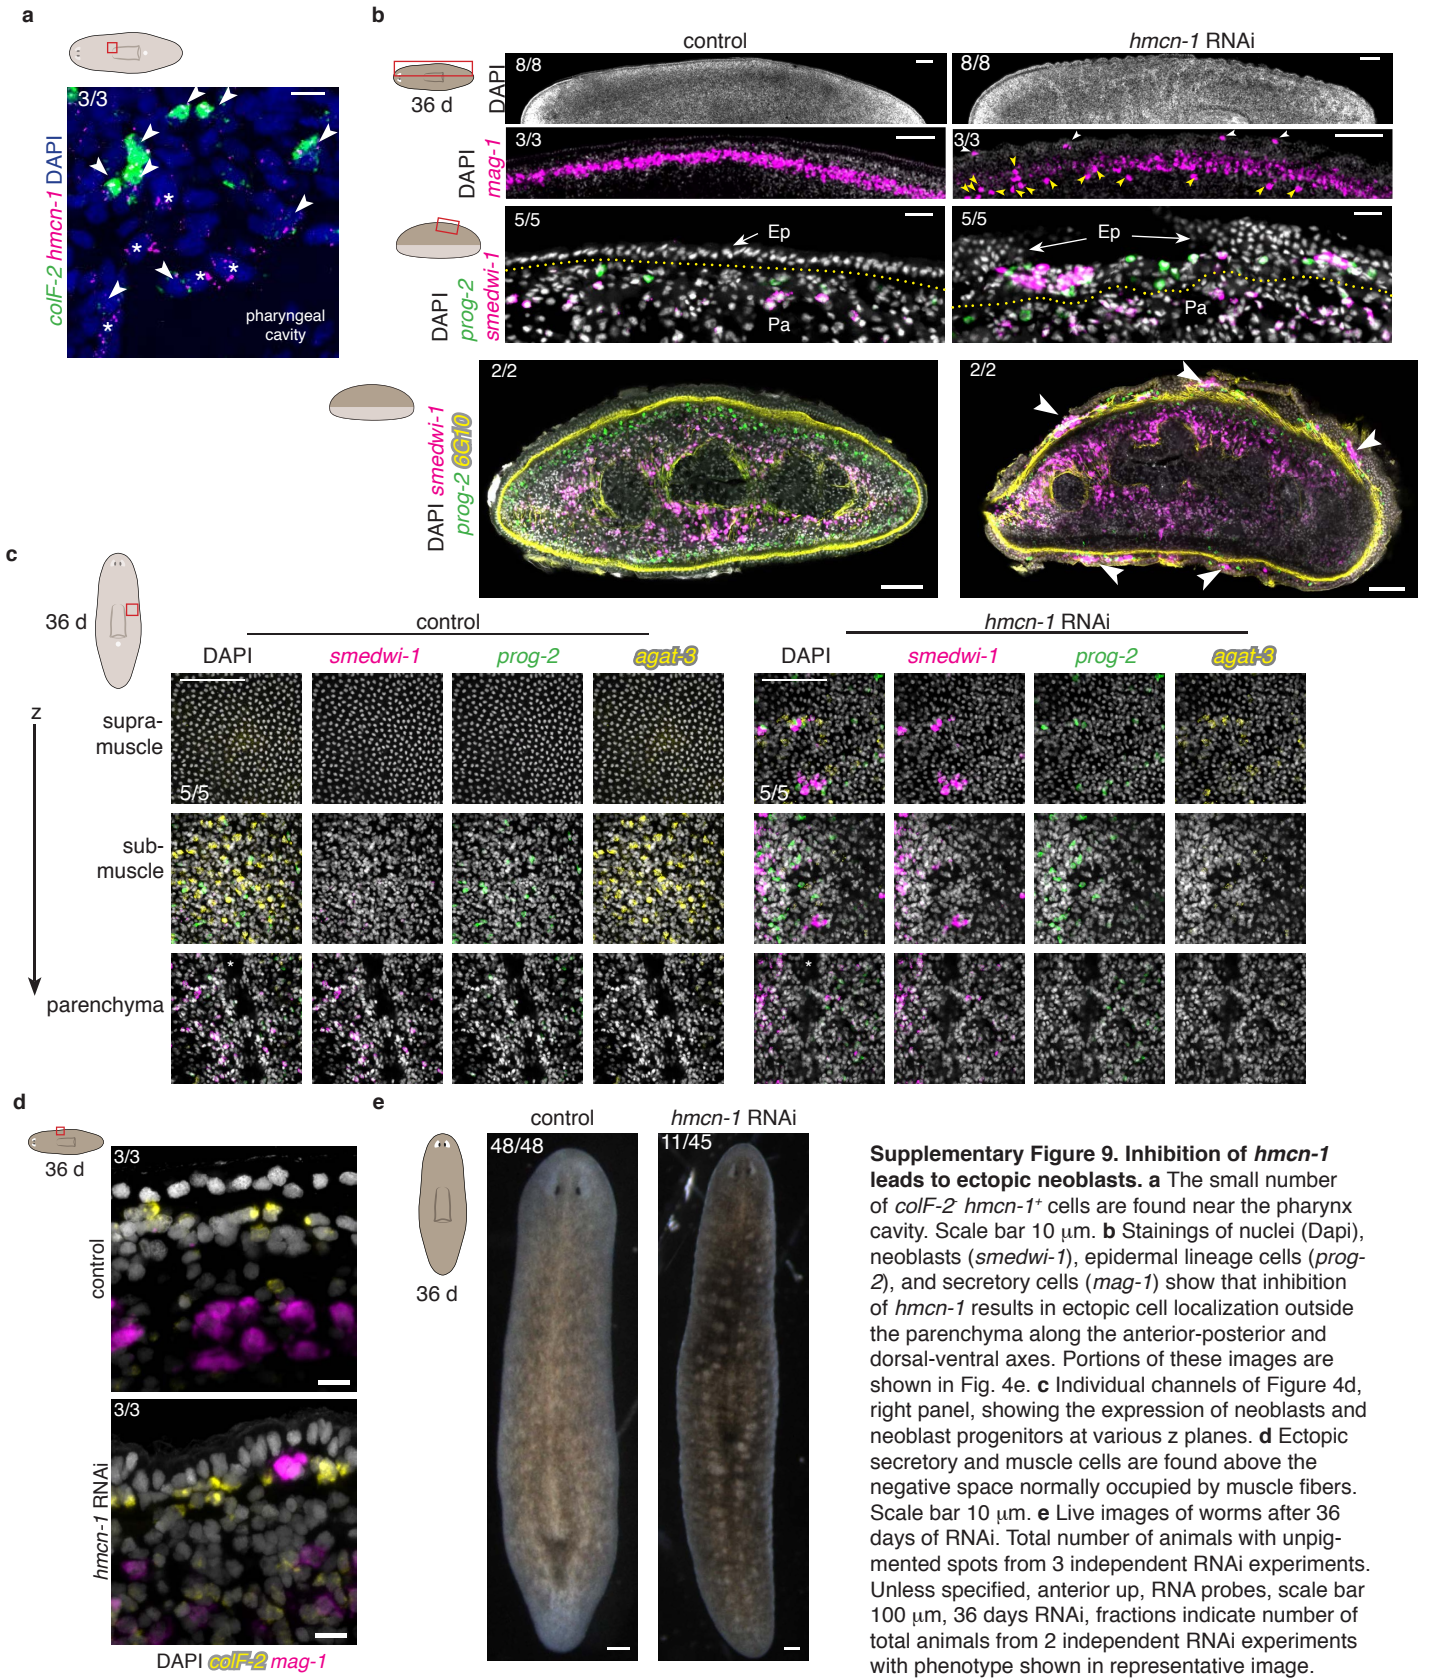 a
3/3
colF-2 hmcn-1 DAPI
*
*
*
*
*
pharyngeal
cavity
b
control
hmcn-1 RNAi
36 d
DAPI
8/8
8/8
DAPI
mag-1
3/3
3/3
DAPI
prog-2
smedwi-1
5/5
Ep
Pa
5/5
Ep
Pa
DAPI smedwi-1
prog-2 6G10
2/2
2/2
c
36 d
control
hmcn-1 RNAi
DAPI
smedwi-1
prog-2
agat-3
DAPI
smedwi-1
prog-2
agat-3
z
supra-
muscle
5/5
5/5
sub-
muscle
parenchyma
*
*
d
36 d
3/3
control
3/3
hmcn-1 RNAi
DAPI colF-2 mag-1
e
control
hmcn-1 RNAi
48/48
11/45
36 d
Supplementary Figure 9. Inhibition of hmcn-1
leads to ectopic neoblasts. a The small number
of colF-2⁻ hmcn-1⁺ cells are found near the pharynx
cavity. Scale bar 10 μm. b Stainings of nuclei (Dapi),
neoblasts (smedwi-1), epidermal lineage cells (prog-
2), and secretory cells (mag-1) show that inhibition
of hmcn-1 results in ectopic cell localization outside
the parenchyma along the anterior-posterior and
dorsal-ventral axes. Portions of these images are
shown in Fig. 4e. c Individual channels of Figure 4d,
right panel, showing the expression of neoblasts and
neoblast progenitors at various z planes. d Ectopic
secretory and muscle cells are found above the
negative space normally occupied by muscle fibers.
Scale bar 10 μm. e Live images of worms after 36
days of RNAi. Total number of animals with unpig-
mented spots from 3 independent RNAi experiments.
Unless specified, anterior up, RNA probes, scale bar
100 μm, 36 days RNAi, fractions indicate number of
total animals from 2 independent RNAi experiments
with phenotype shown in representative image.